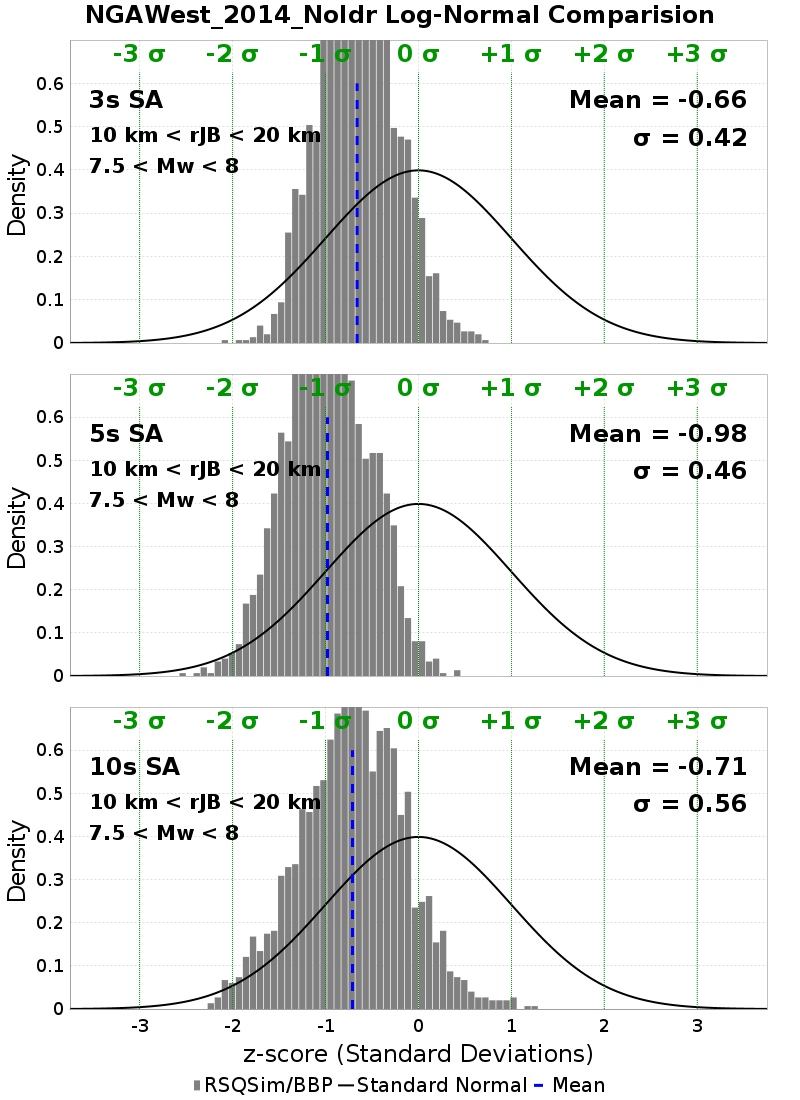 NGAWest_2014_NoIdr Log-Normal Comparision
-3 σ -2 σ -1 σ 0 σ +1 σ +2 σ +3 σ
3s SA
Mean = -0.66
10 km < rJB < 20 km
σ = 0.42
7.5 < Mw < 8
0.6
0.5
0.4
0.3
0.2
0.1
0
Density
-3 σ -2 σ -1 σ 0 σ +1 σ +2 σ +3 σ
5s SA
Mean = -0.98
10 km < rJB < 20 km
σ = 0.46
7.5 < Mw < 8
0.6
0.5
0.4
0.3
0.2
0.1
0
Density
-3 σ -2 σ -1 σ 0 σ +1 σ +2 σ +3 σ
10s SA
Mean = -0.71
10 km < rJB < 20 km
σ = 0.56
7.5 < Mw < 8
0.6
0.5
0.4
0.3
0.2
0.1
0
Density
-3 -2 -1 0 1 2 3
z-score (Standard Deviations)
RSQSim/BBP Standard Normal Mean